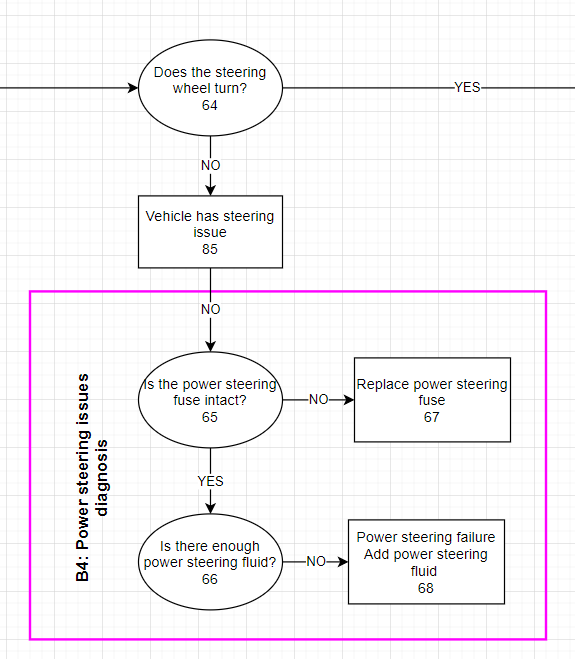 Does the steering
wheel turn?
64
YES
NO
Vehicle has steering
issue
85
NO
B4: Power steering issues
diagnosis
Is the power steering
fuse intact?
65
NO
Replace power steering
fuse
67
YES
Is there enough
power steering fluid?
66
NO
Power steering failure
Add power steering
fluid
68